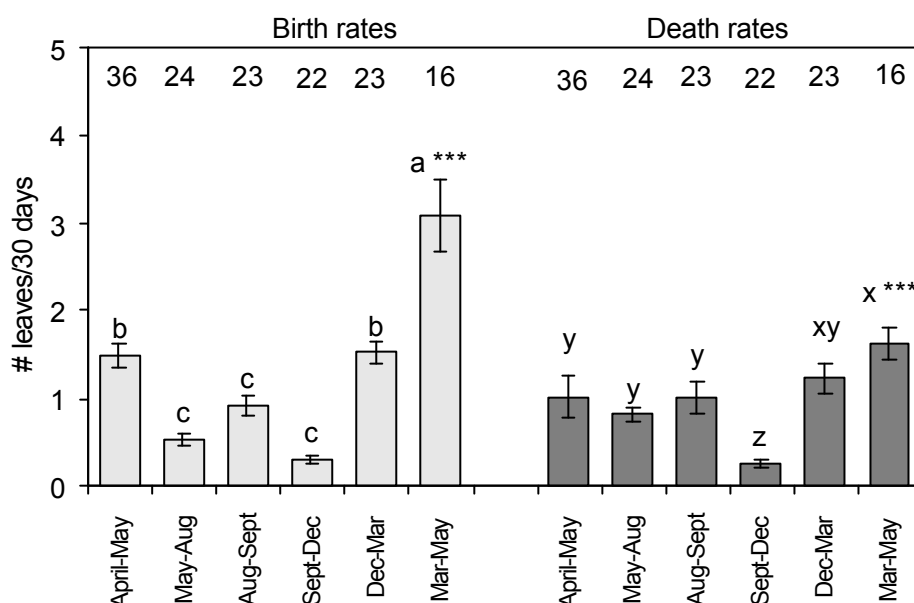 Birth rates Death rates
5
36 24 23 22 23 16 36 24 23 22 23 16
4
a ***
3
2
x ***
b b y y xy
1
c c c y z
0
# leaves/30 days
April-May May-Aug Aug-Sept Sept-Dec Dec-Mar Mar-May April-May May-Aug Aug-Sept Sept-Dec Dec-Mar Mar-May